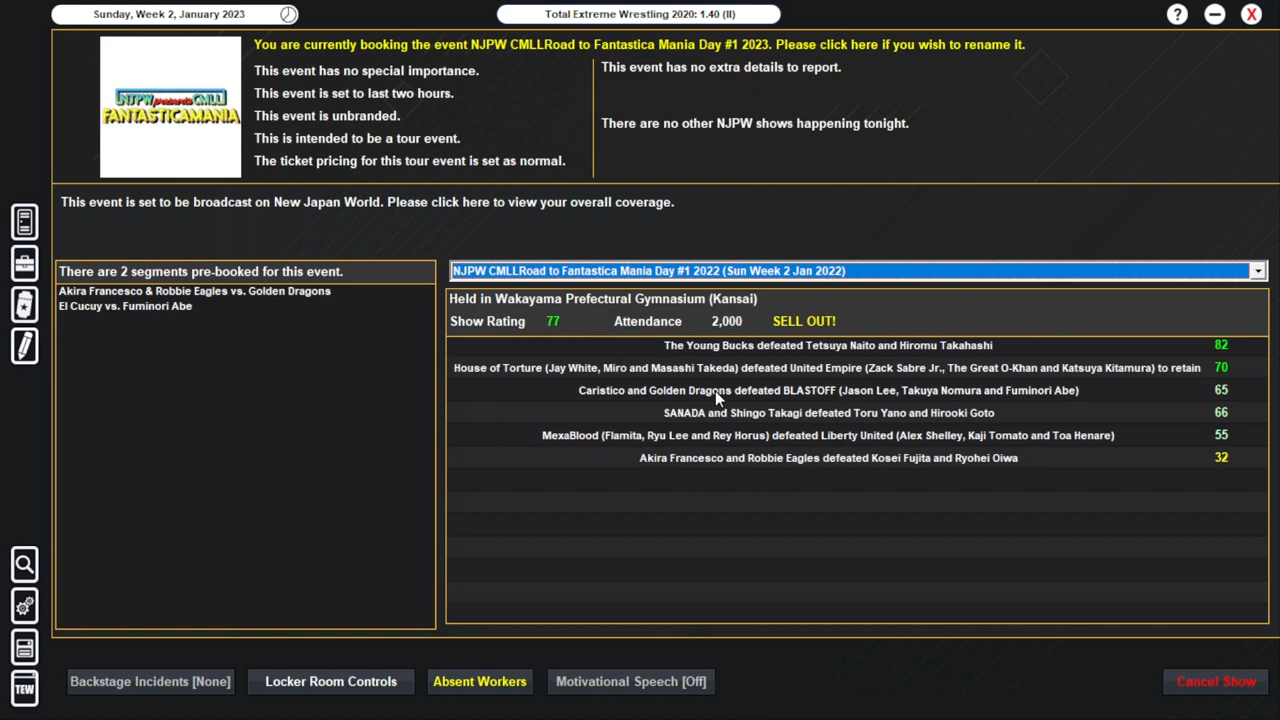 Sunday, Week 2, January 2023
Total Extreme Wrestling 2020: 1.40 (II)
?
X
You are currently booking the event NJPW CMLLRoad to Fantastica Mania Day #1 2023. Please click here if you wish to rename it.
This event has no special importance.
This event is set to last two hours.
This event is unbranded.
This is intended to be a tour event.
The ticket pricing for this tour event is set as normal.
This event has no extra details to report.
There are no other NJPW shows happening tonight.
NJPW presents CMLL
FANTASTICAMANIA
This event is set to be broadcast on New Japan World. Please click here to view your overall coverage.
There are 2 segments pre-booked for this event.
Akira Francesco & Robbie Eagles vs. Golden Dragons
El Cucuy vs. Fuminori Abe
NJPW CMLLRoad to Fantastica Mania Day #1 2022 (Sun Week 2 Jan 2022)
Held in Wakayama Prefectural Gymnasium (Kansai)
Show Rating 77 Attendance 2,000 SELL OUT!
The Young Bucks defeated Tetsuya Naito and Hiromu Takahashi 82
House of Torture (Jay White, Miro and Masashi Takeda) defeated United Empire (Zack Sabre Jr., The Great O-Khan and Katsuya Kitamura) to retain 70
Caristico and Golden Dragons defeated BLASTOFF (Jason Lee, Takuya Nomura and Fuminori Abe) 65
SANADA and Shingo Takagi defeated Toru Yano and Hirooki Goto 66
MexaBlood (Flamita, Ryu Lee and Rey Horus) defeated Liberty United (Alex Shelley, Kaji Tomato and Toa Henare) 55
Akira Francesco and Robbie Eagles defeated Kosei Fujita and Ryohei Oiwa 32
TEW
Backstage Incidents [None]
Locker Room Controls
Absent Workers
Motivational Speech [Off]
Cancel Show